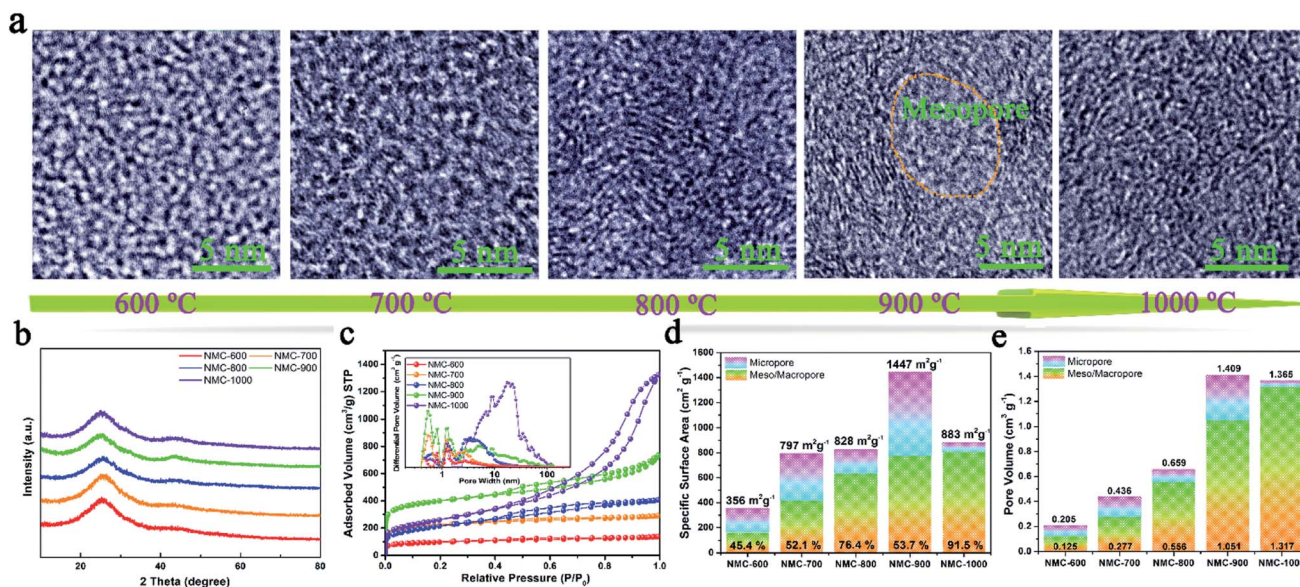 a
Mesopore
5 nm
5 nm
5 nm
5 nm
5 nm
600 ºC
700 ºC
800 ºC
900 ºC
1000 ºC
b
Intensity (a.u.)
NMC-600
NMC-700
NMC-800
NMC-900
NMC-1000
20
40
60
80
2 Theta (degree)
c
Adsorbed Volume (cm³/g) STP
1400
1200
1000
800
600
400
200
0
Differential Pore Volume (cm³ g⁻¹)
1
10
100
Pore Width (nm)
NMC-600
NMC-700
NMC-800
NMC-900
NMC-1000
0.0
0.2
0.4
0.6
0.8
1.0
Relative Pressure (P/P₀)
d
Specific Surface Area (cm² g⁻¹)
1600
1400
1200
1000
800
600
400
200
0
Micropore
Meso/Macropore
356 m²g⁻¹
797 m²g⁻¹
828 m²g⁻¹
1447 m²g⁻¹
883 m²g⁻¹
45.4 %
52.1 %
76.4 %
53.7 %
91.5 %
NMC-600
NMC-700
NMC-800
NMC-900
NMC-1000
e
Pore Volume (cm³ g⁻¹)
1.6
1.4
1.2
1.0
0.8
0.6
0.4
0.2
0.0
Micropore
Meso/Macropore
0.205
0.436
0.659
1.409
1.365
0.125
0.277
0.556
1.051
1.317
NMC-600
NMC-700
NMC-800
NMC-900
NMC-100